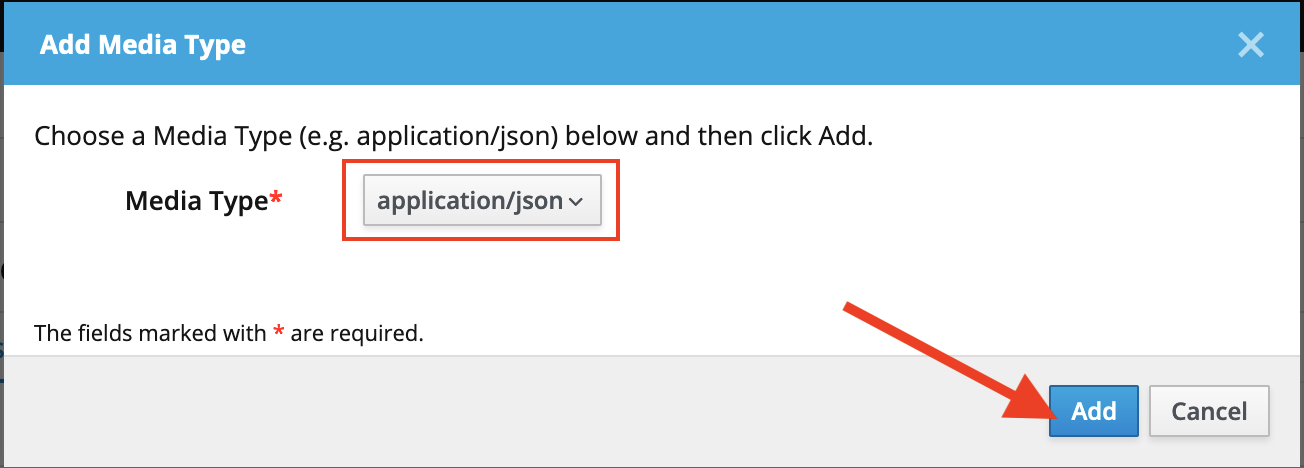 Add Media Type
Choose a Media Type (e.g. application/json) below and then click Add.
Media Type* application/json
The fields marked with * are required.
Add Cancel